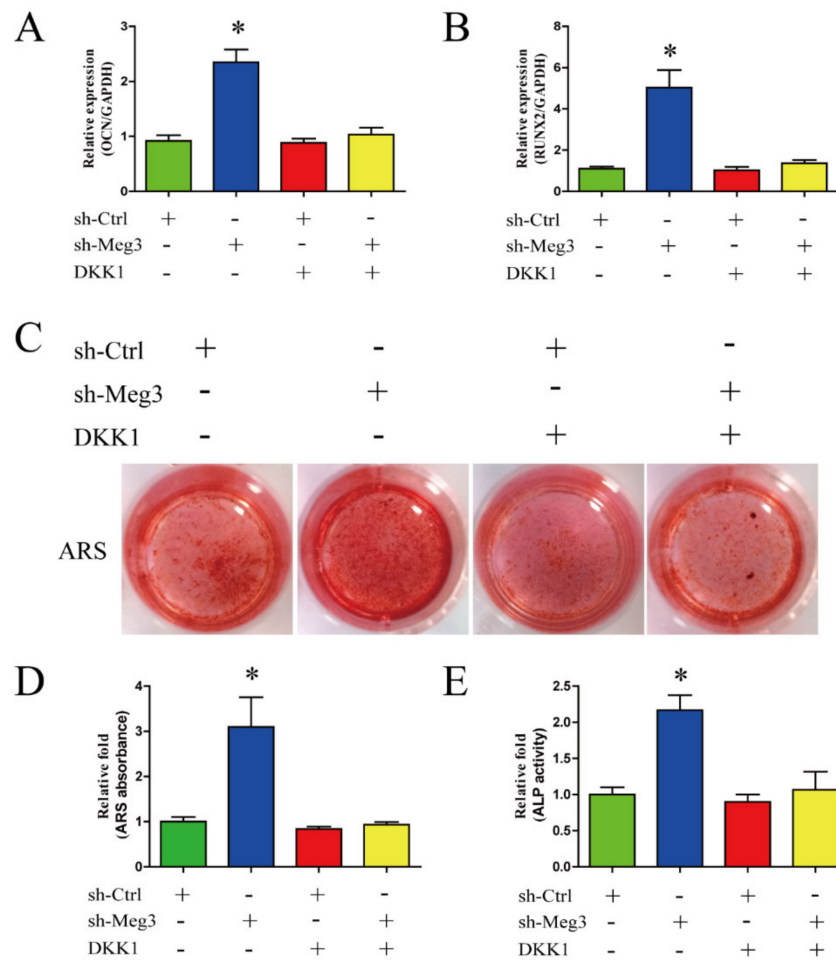 A
Relative expression
(OCN/GAPDH)
3
2
1
0
*
sh-Ctrl + - + -
sh-Meg3 - + - +
DKK1 - - + +
B
Relative expression
(RUNX2/GAPDH)
8
6
4
2
0
*
sh-Ctrl + - + -
sh-Meg3 - + - +
DKK1 - - + +
C
sh-Ctrl + - + -
sh-Meg3 - + - +
DKK1 - - + +
ARS
D
Relative fold
(ARS absorbance)
4
3
2
1
0
*
sh-Ctrl + - + -
sh-Meg3 - + - +
DKK1 - - + +
E
Relative fold
(ALP activity)
2.5
2.0
1.5
1.0
0.5
0.0
*
sh-Ctrl + - + -
sh-Meg3 - + - +
DKK1 - - + +